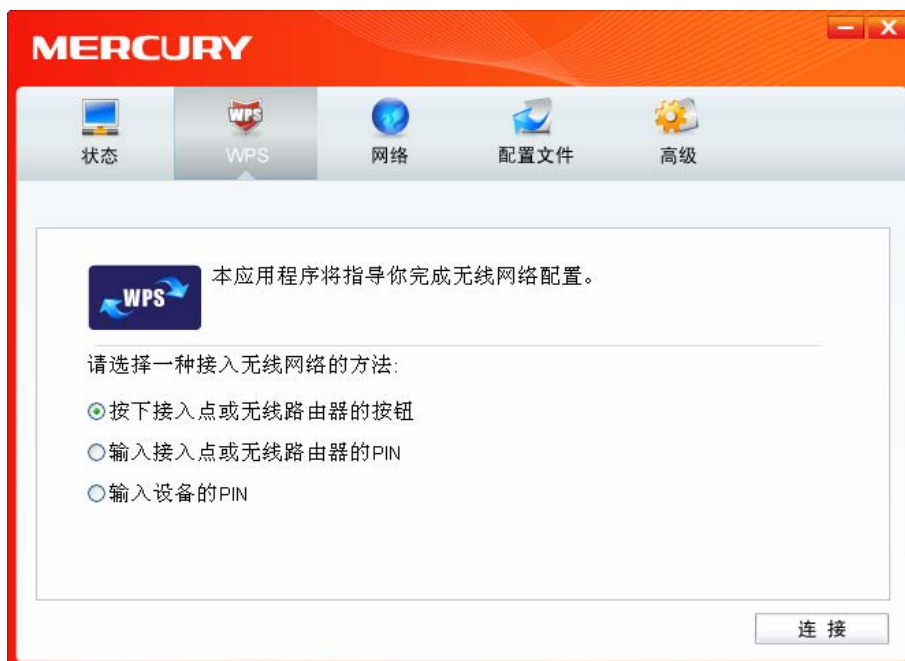 MERCURY
WPS
状态
WPS
网络
配置文件
高级
WPS
本应用程序将指导你完成无线网络配置。
请选择一种接入无线网络的方法:
按下接入点或无线路由器的按钮
输入接入点或无线路由器的PIN
输入设备的PIN
连 接